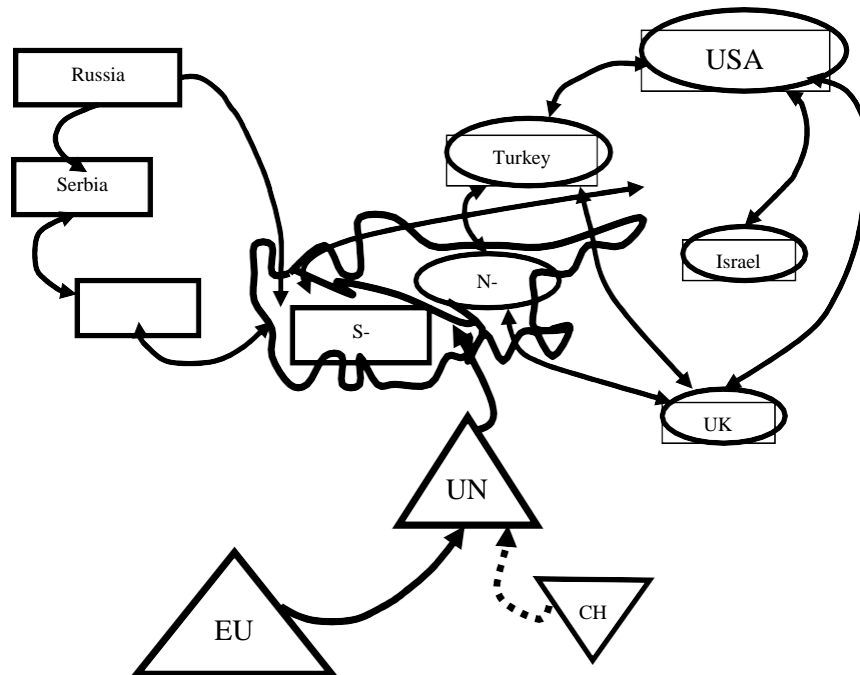 USA
Russia
Turkey
Serbia
Israel
N-
S-
UK
UN
CH
EU